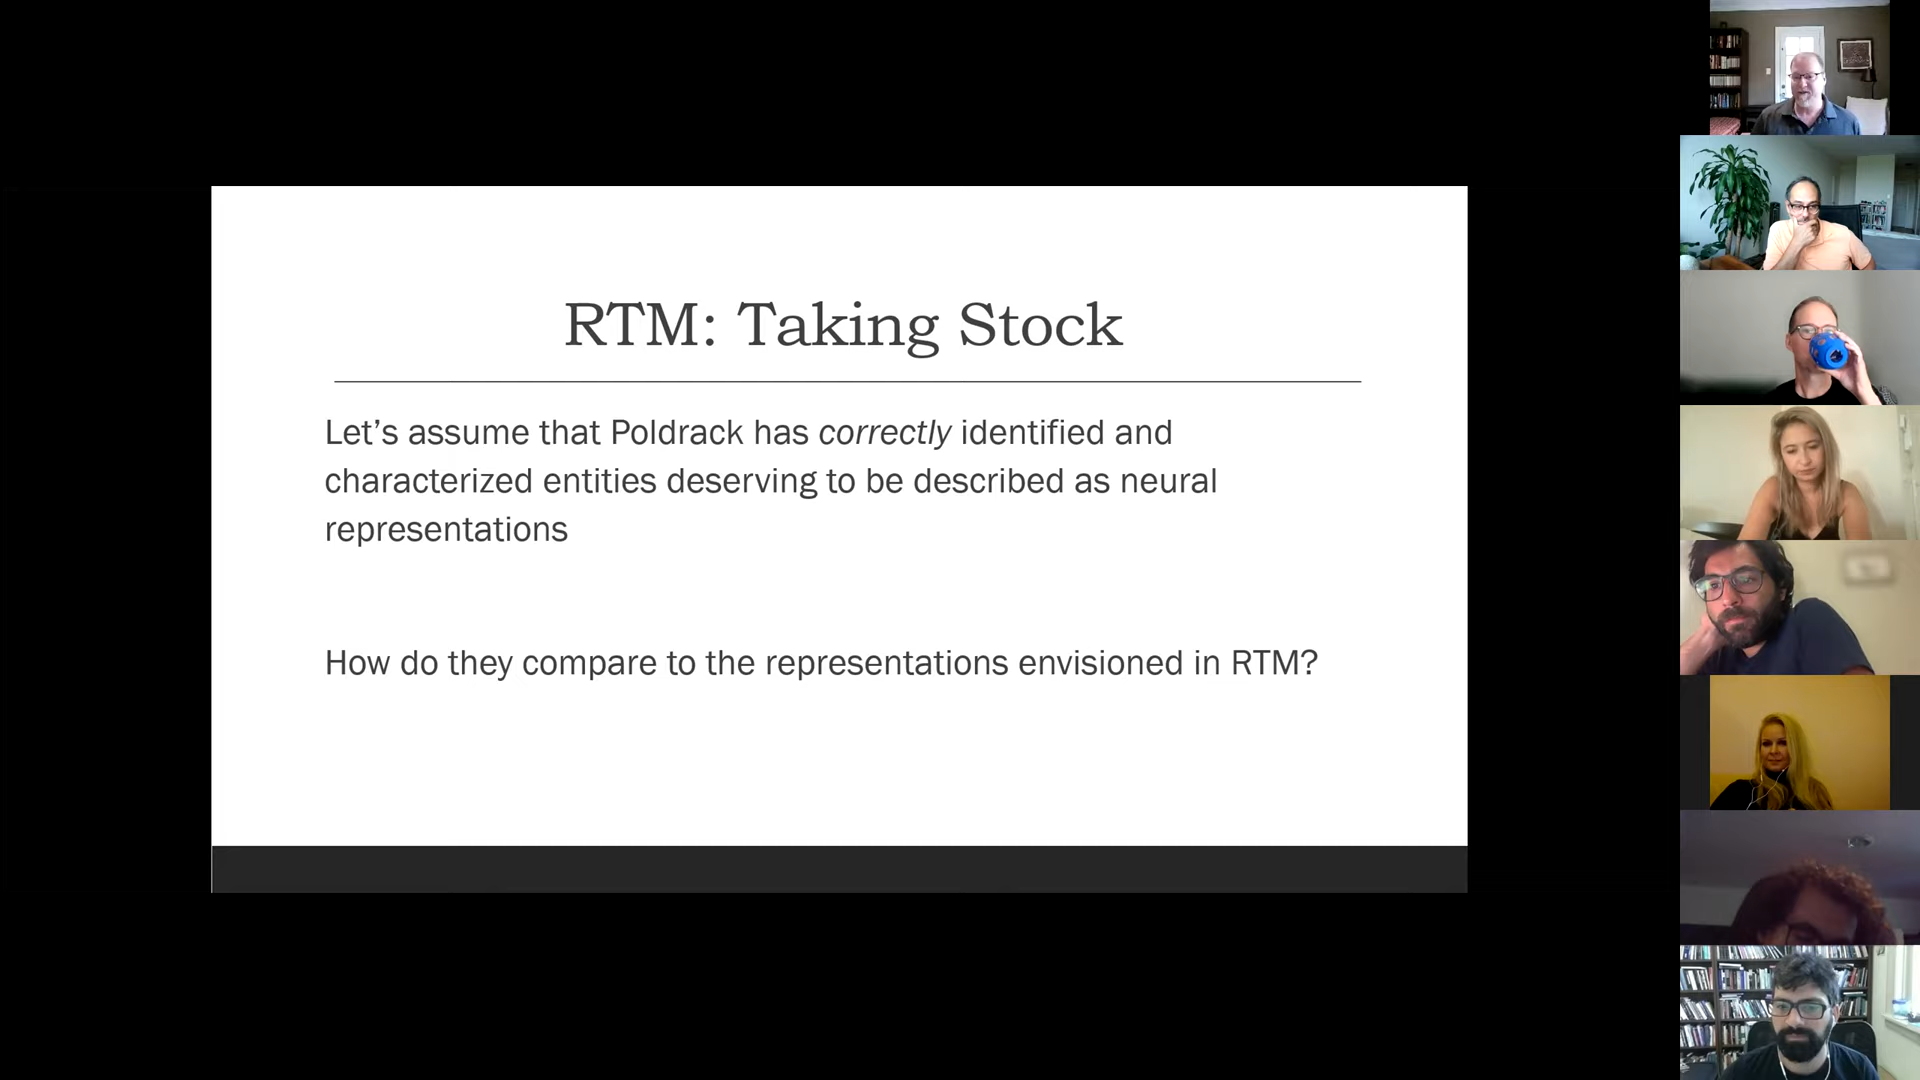 RTM: Taking Stock
Let’s assume that Poldrack has correctly identified and
characterized entities deserving to be described as neural
representations
How do they compare to the representations envisioned in RTM?